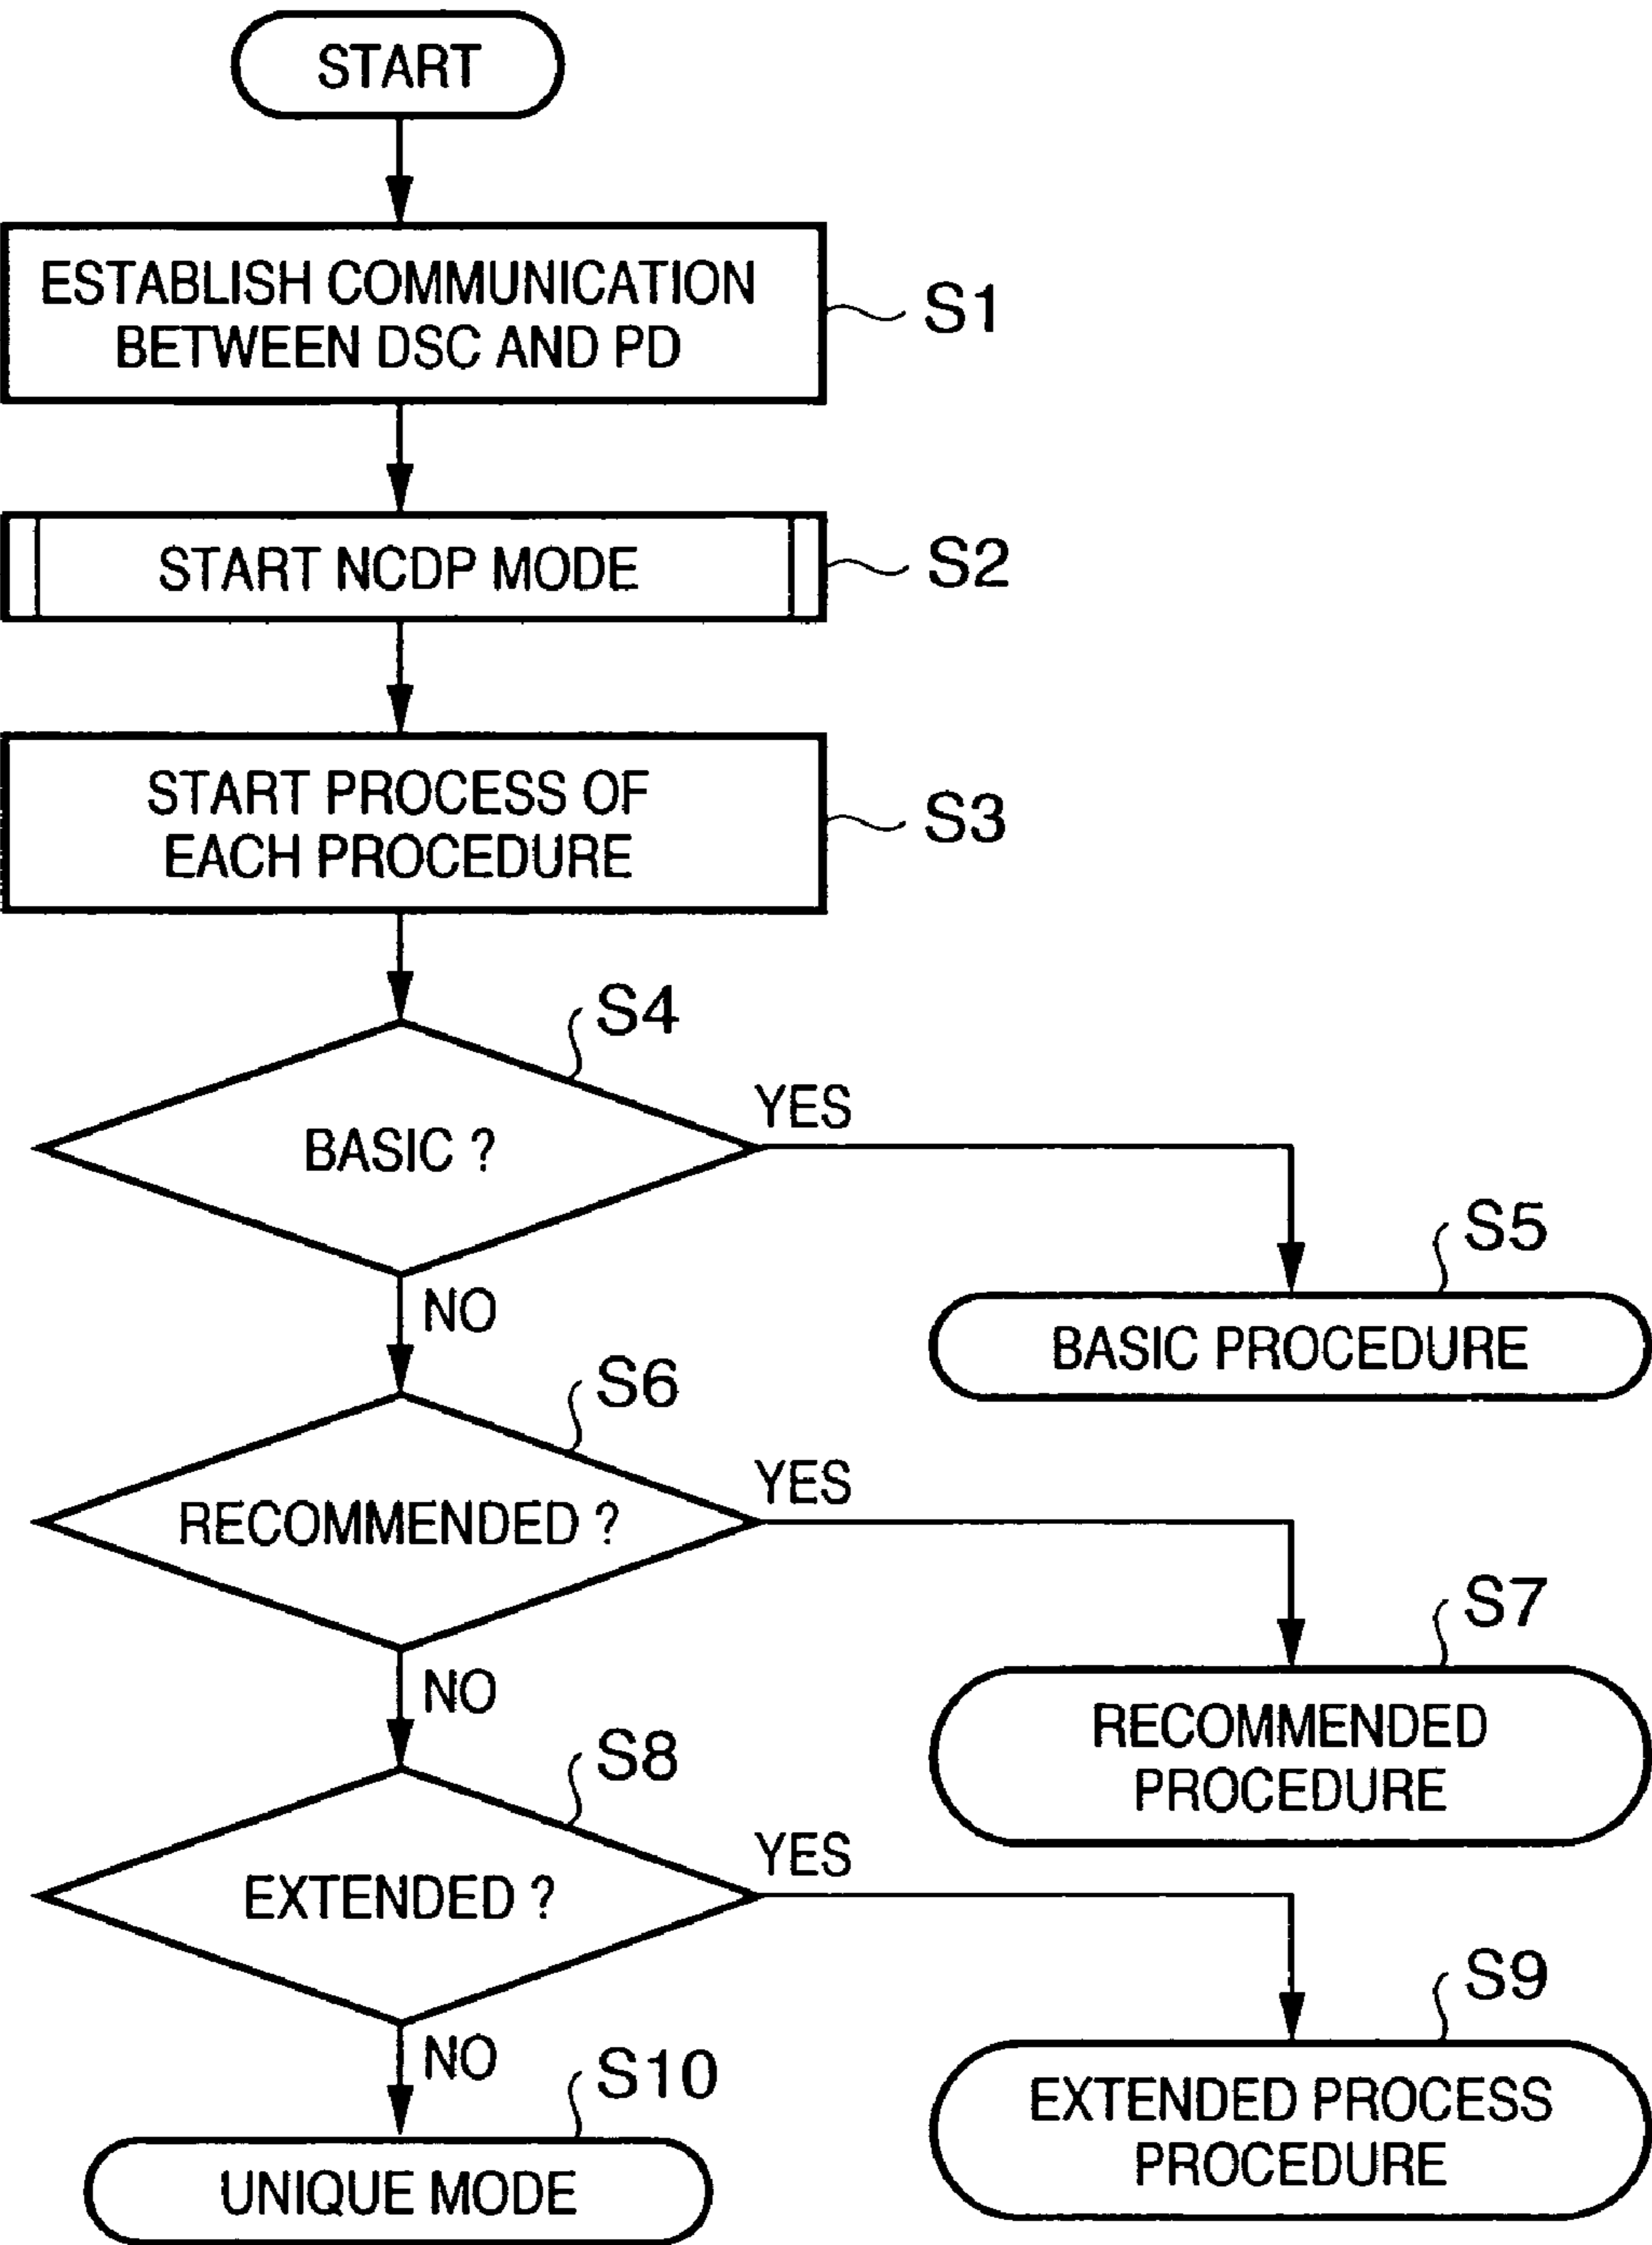 START
ESTABLISH COMMUNICATION
BETWEEN DSC AND PD
S1
START NCDP MODE
S2
START PROCESS OF
EACH PROCEDURE
S3
S4
BASIC ?
YES
NO
S5
BASIC PROCEDURE
S6
RECOMMENDED ?
YES
NO
S7
RECOMMENDED
PROCEDURE
S8
EXTENDED ?
YES
NO
S9
EXTENDED PROCESS
PROCEDURE
S10
UNIQUE MODE